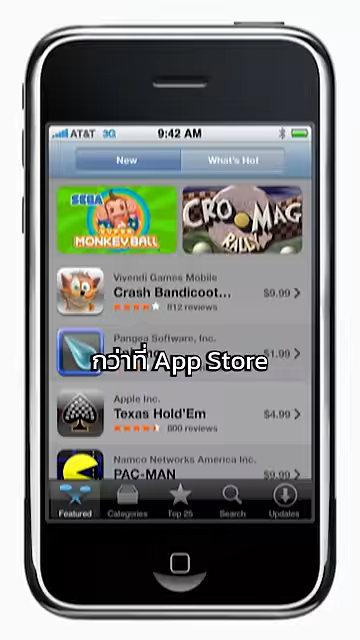 AT&T 3G 9:42 AM
New What's Hot
SEGA
SUPER
MONKEY BALL
CRO MAG
RALLY
Vivendi Games Mobile
Crash Bandicoot... $9.99
812 reviews
Pangea Software, Inc.
$1.99
กว่าที่ App Store
Apple Inc.
Texas Hold'Em $4.99
800 reviews
Namco Networks America Inc.
PAC-MAN $9.99
Featured Categories Top 25 Search Updates